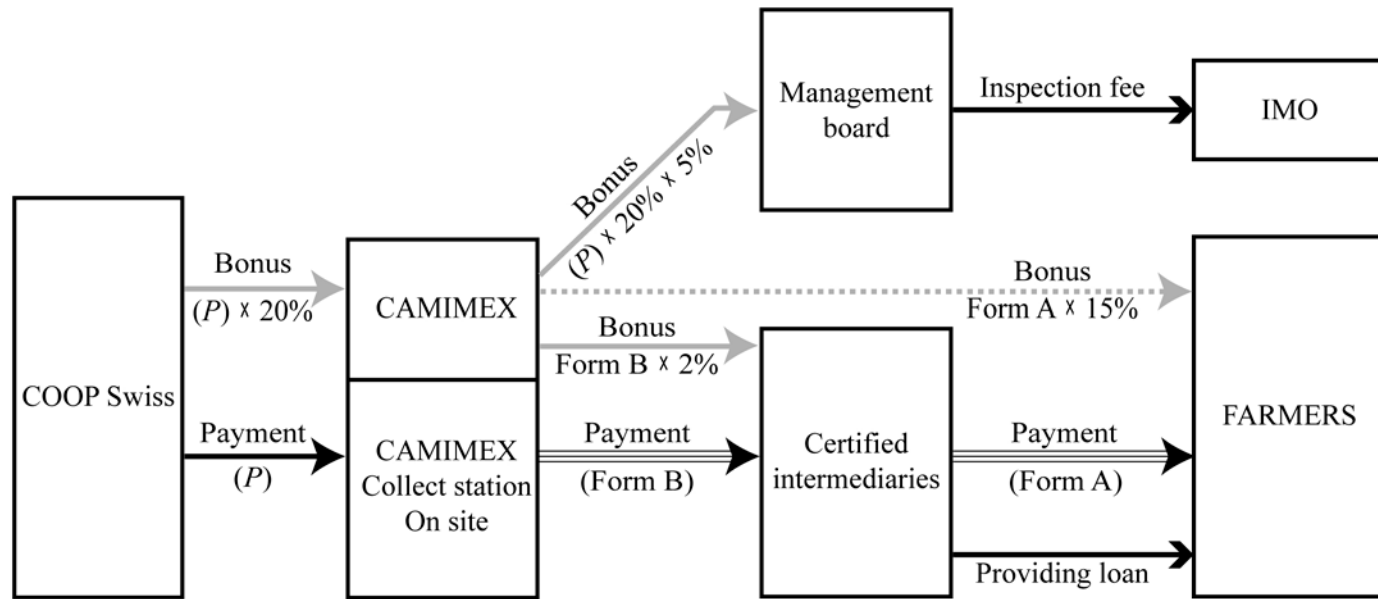 Management
board
Inspection fee
IMO
Bonus
(P) x 20% x 5%
COOP Swiss
Bonus
(P) x 20%
CAMIMEX
Bonus
Form A x 15%
Bonus
Form B x 2%
Payment
(P)
CAMIMEX
Collect station
On site
Payment
(Form B)
Certified
intermediaries
Payment
(Form A)
Providing loan
FARMERS